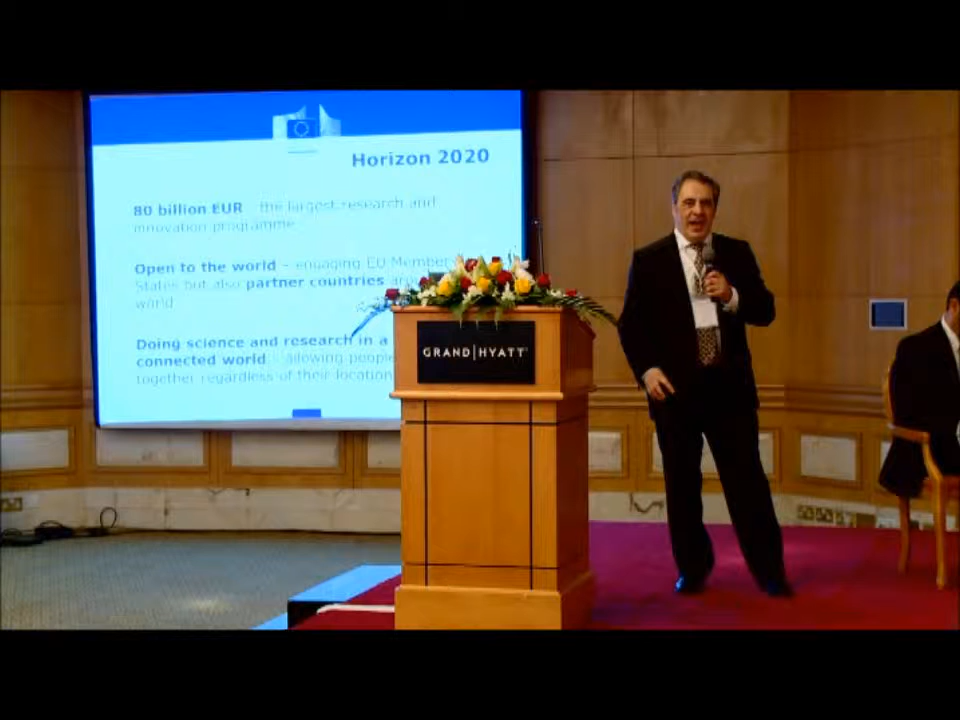 Horizon 2020
80 billion EUR – the largest research and
innovation programme
Open to the world – engaging EU Member
States but also partner countries
world
Doing science and research in a
connected world – allowing people
together regardless of their location
GRAND HYATT